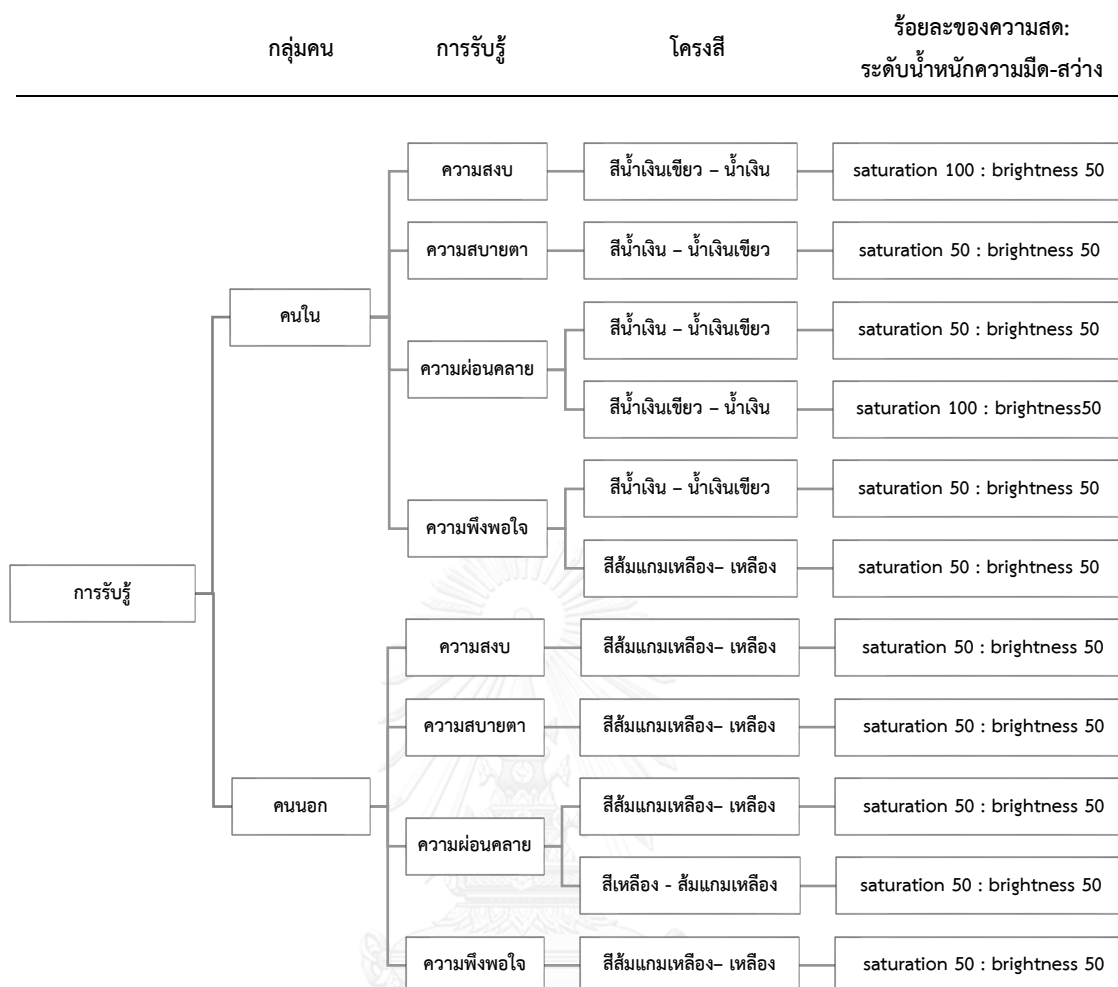 กลุ่มคน การรับรู้ โครงสี ร้อยละของความสด:
ระดับน้ำหนักความมืด-สว่าง
ความสงบ สีน้ำเงินเขียว – น้ำเงิน saturation 100 : brightness 50
ความสบายตา สีน้ำเงิน – น้ำเงินเขียว saturation 50 : brightness 50
คนใน
สีน้ำเงิน – น้ำเงินเขียว saturation 50 : brightness 50
ความผ่อนคลาย
สีน้ำเงินเขียว – น้ำเงิน saturation 100 : brightness50
สีน้ำเงิน – น้ำเงินเขียว saturation 50 : brightness 50
ความพึงพอใจ
สีส้มแกมเหลือง– เหลือง saturation 50 : brightness 50
การรับรู้
ความสงบ สีส้มแกมเหลือง– เหลือง saturation 50 : brightness 50
ความสบายตา สีส้มแกมเหลือง– เหลือง saturation 50 : brightness 50
คนนอก สีส้มแกมเหลือง– เหลือง saturation 50 : brightness 50
ความผ่อนคลาย
สีเหลือง - ส้มแกมเหลือง saturation 50 : brightness 50
ความพึงพอใจ สีส้มแกมเหลือง– เหลือง saturation 50 : brightness 50